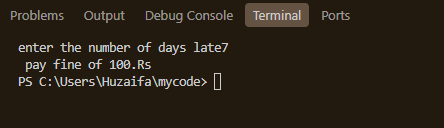 Problems Output Debug Console Terminal Ports
enter the number of days late7
pay fine of 100.Rs
PS C:\Users\Huzaifa\mycode>